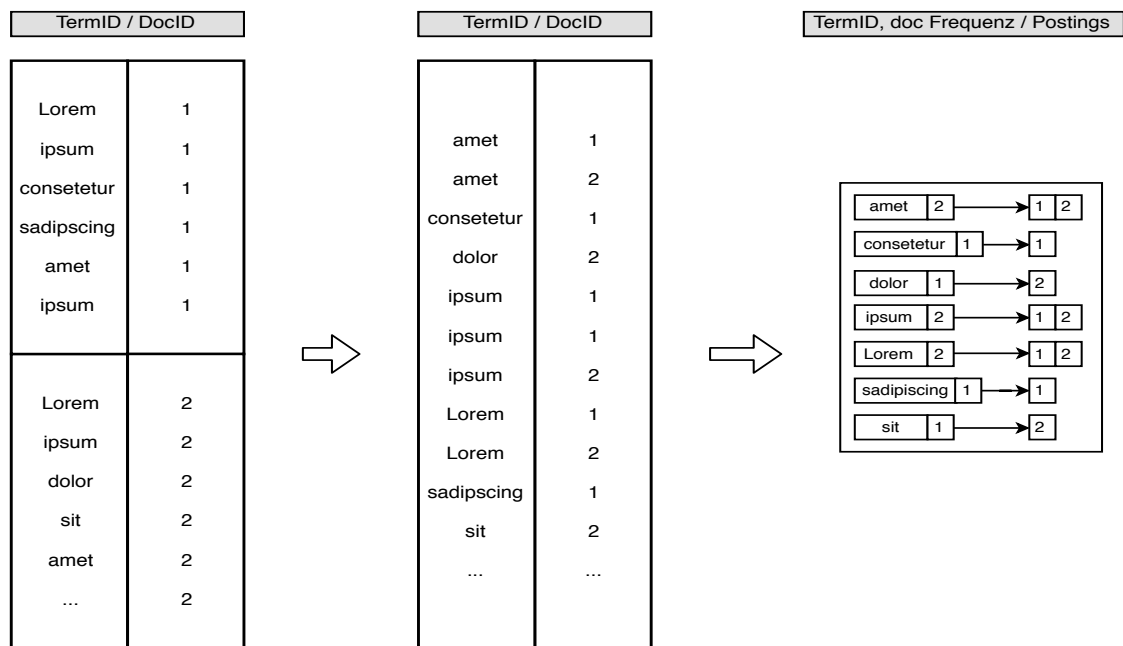 TermID / DocID
Lorem 1
ipsum 1
consetetur 1
sadipscing 1
amet 1
ipsum 1
Lorem 2
ipsum 2
dolor 2
sit 2
amet 2
... 2
TermID / DocID
amet 1
amet 2
consetetur 1
dolor 2
ipsum 1
ipsum 1
ipsum 2
Lorem 1
Lorem 2
sadipscing 1
sit 2
... ...
TermID, doc Frequenz / Postings
amet 2 1 2
consetetur 1 1
dolor 1 2
ipsum 2 1 2
Lorem 2 1 2
sadipiscing 1 1
sit 1 2